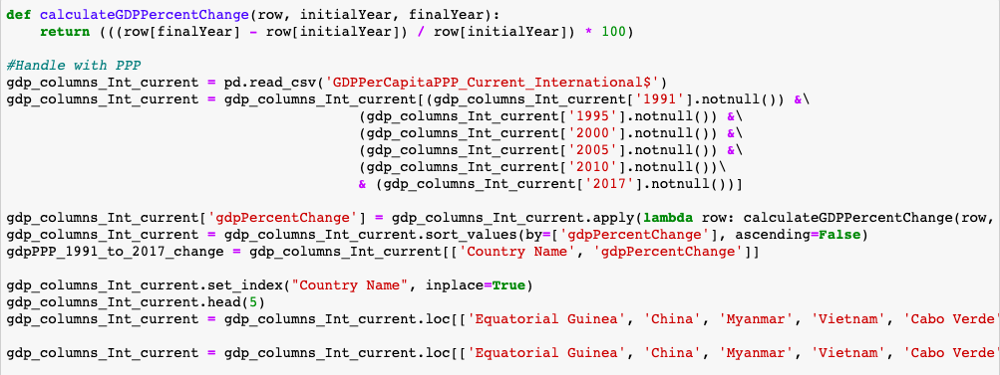 def calculateGDPPercentChange(row, initialYear, finalYear):
    return (((row[finalYear] - row[initialYear]) / row[initialYear]) * 100)

#Handle with PPP
gdp_columns_Int_current = pd.read_csv('GDPPerCapitaPPP_Current_International$')
gdp_columns_Int_current = gdp_columns_Int_current[(gdp_columns_Int_current['1991'].notnull()) &\
                                          (gdp_columns_Int_current['1995'].notnull()) &\
                                          (gdp_columns_Int_current['2000'].notnull()) &\
                                          (gdp_columns_Int_current['2005'].notnull()) &\
                                          (gdp_columns_Int_current['2010'].notnull())\
                                          & (gdp_columns_Int_current['2017'].notnull())]

gdp_columns_Int_current['gdpPercentChange'] = gdp_columns_Int_current.apply(lambda row: calculateGDPPercentChange(row,
gdp_columns_Int_current = gdp_columns_Int_current.sort_values(by=['gdpPercentChange'], ascending=False)
gdpPPP_1991_to_2017_change = gdp_columns_Int_current[['Country Name', 'gdpPercentChange']]

gdp_columns_Int_current.set_index("Country Name", inplace=True)
gdp_columns_Int_current.head(5)
gdp_columns_Int_current = gdp_columns_Int_current.loc[['Equatorial Guinea', 'China', 'Myanmar', 'Vietnam', 'Cabo Verde'

gdp_columns_Int_current = gdp_columns_Int_current.loc[['Equatorial Guinea', 'China', 'Myanmar', 'Vietnam', 'Cabo Verde'